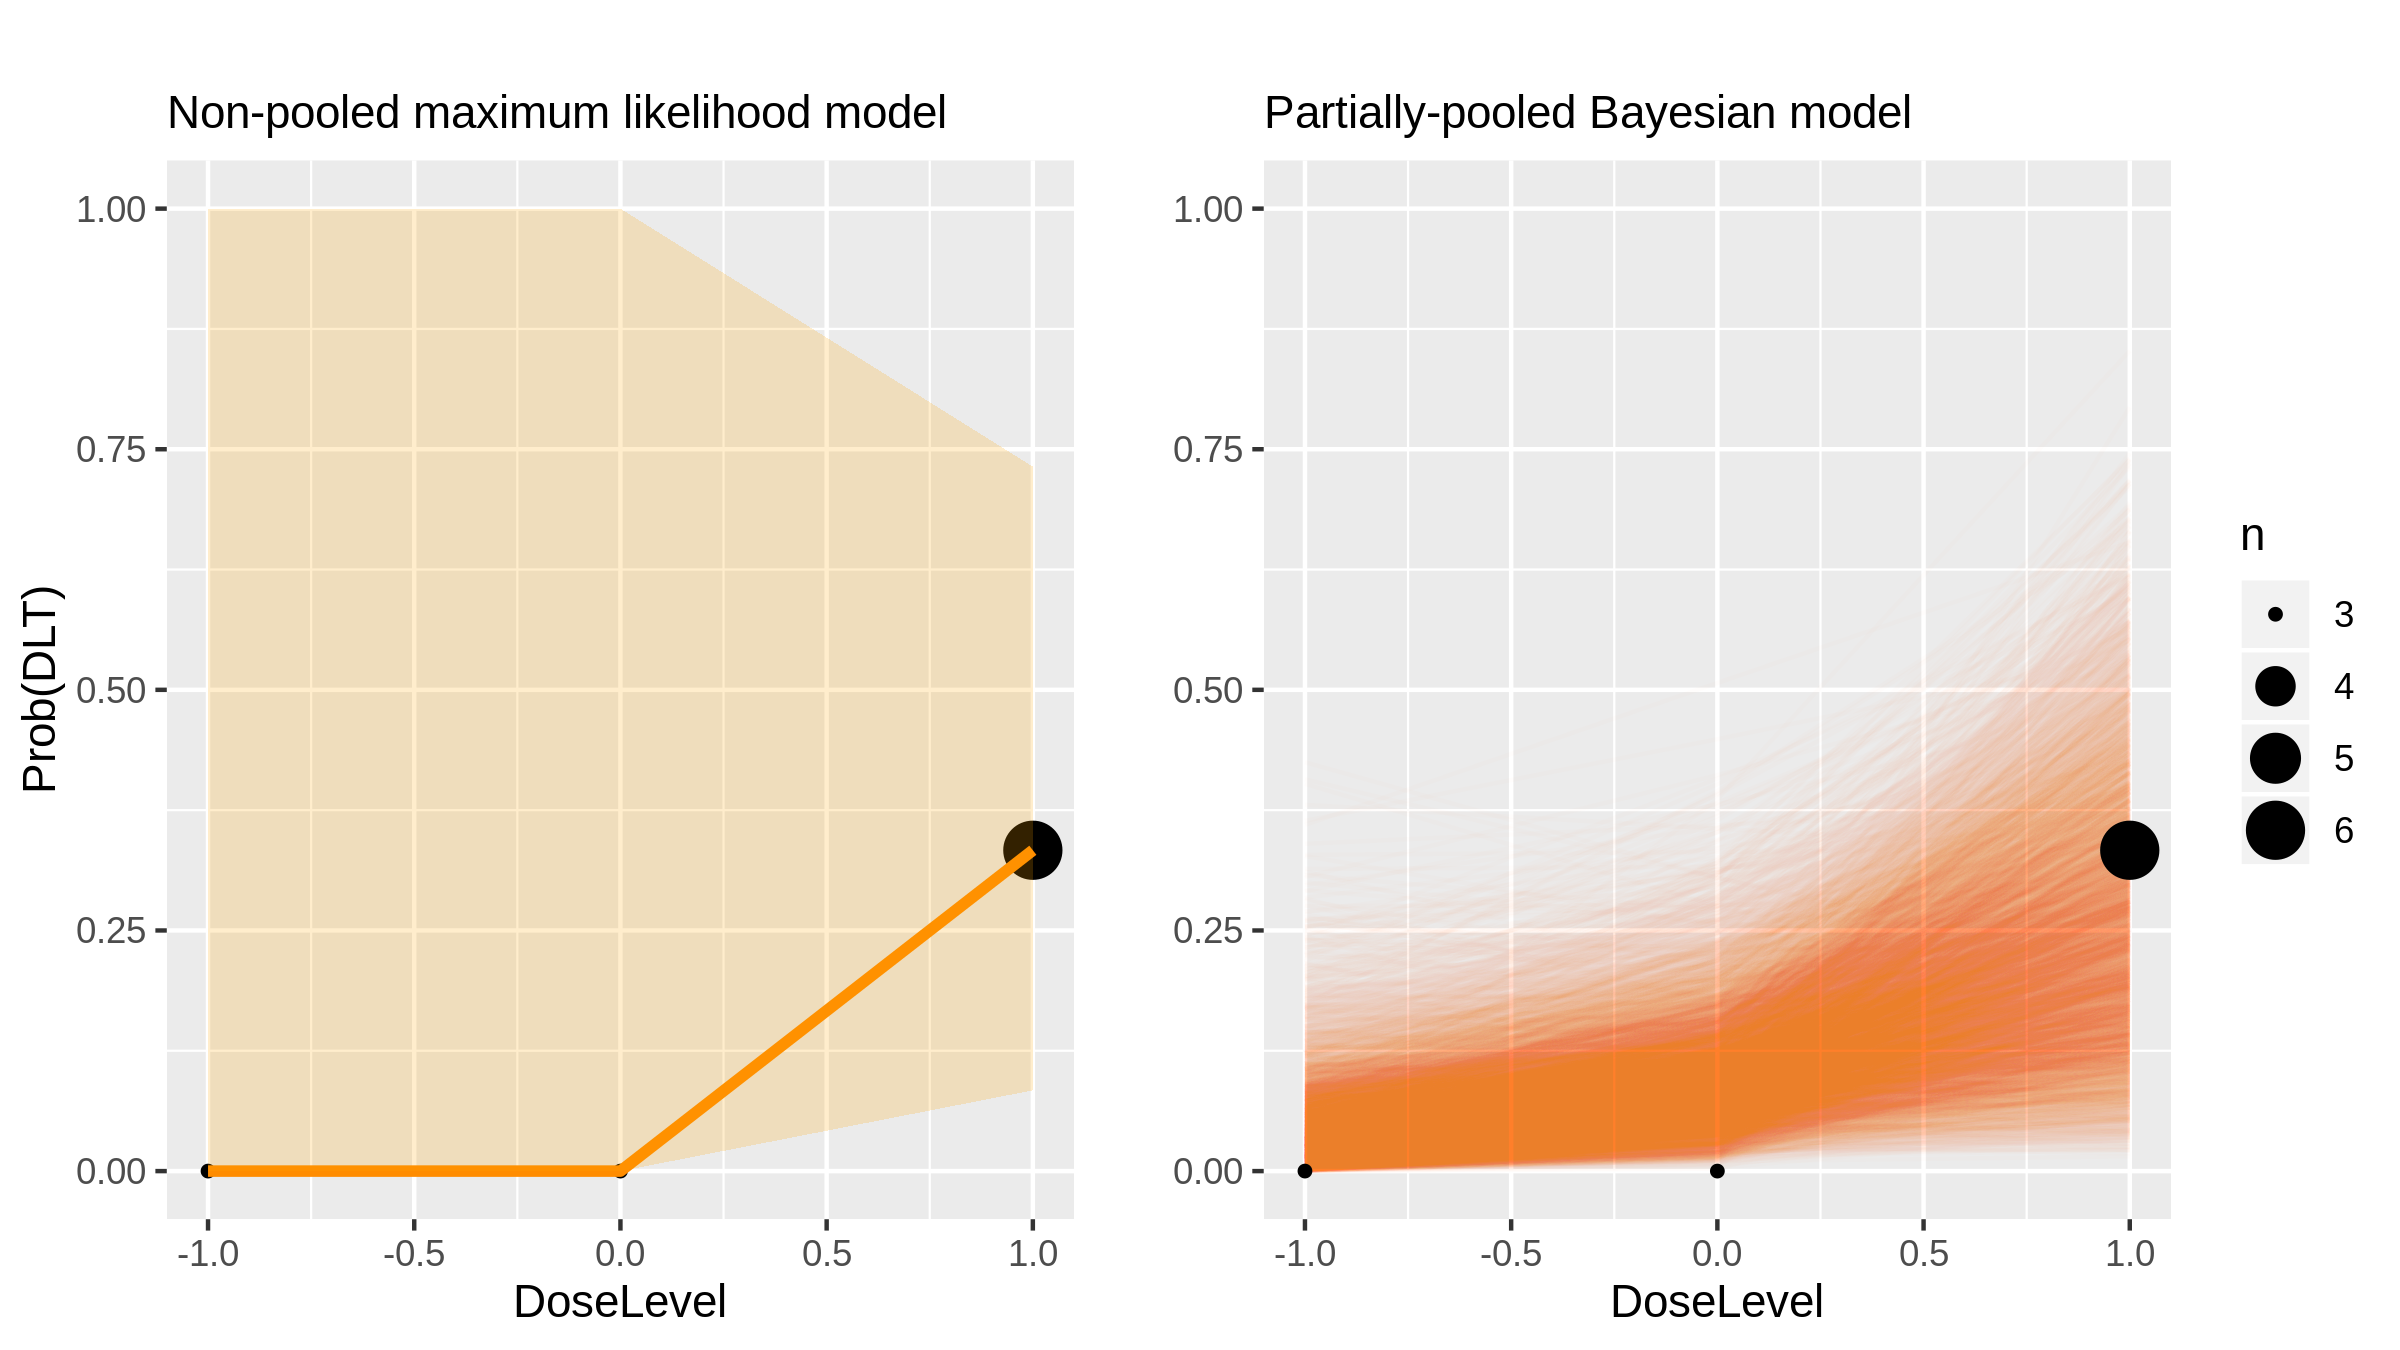 Non-pooled maximum likelihood model
Prob(DLT)
1.00
0.75
0.50
0.25
0.00
-1.0 -0.5 0.0 0.5 1.0
DoseLevel
Partially-pooled Bayesian model
1.00
0.75
0.50
0.25
0.00
-1.0 -0.5 0.0 0.5 1.0
DoseLevel
n
3
4
5
6